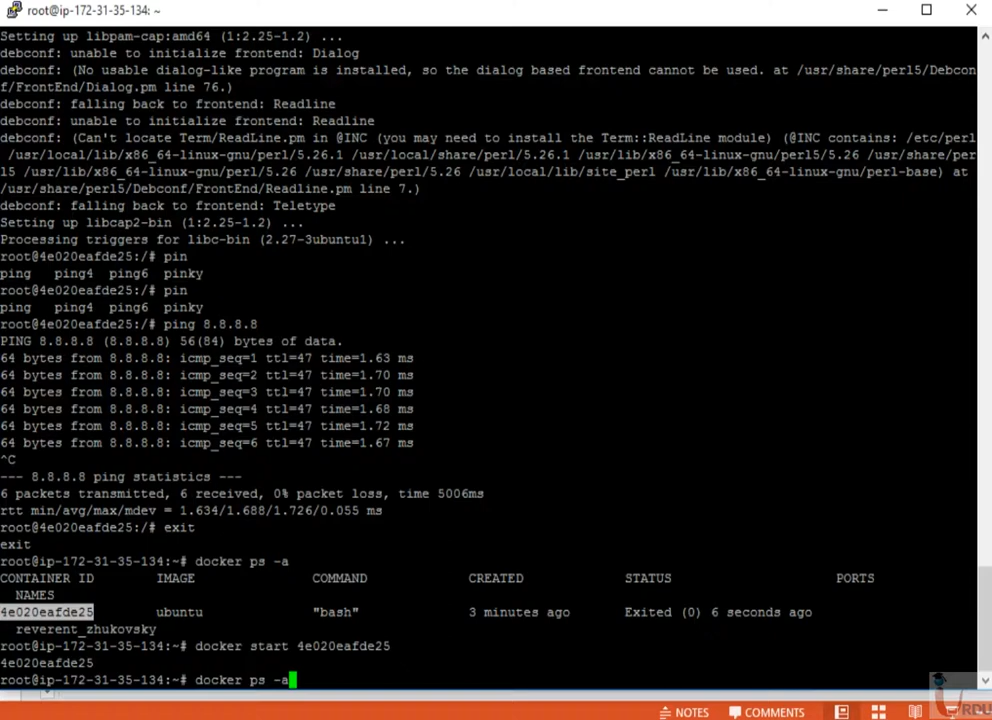 root@ip-172-31-35-134: ~
Setting up libpam-cap:amd64 (1:2.25-1.2) ...
debconf: unable to initialize frontend: Dialog
debconf: (No usable dialog-like program is installed, so the dialog based frontend cannot be used. at /usr/share/perl5/Debcon
f/FrontEnd/Dialog.pm line 76.)
debconf: falling back to frontend: Readline
debconf: unable to initialize frontend: Readline
debconf: (Can't locate Term/ReadLine.pm in @INC (you may need to install the Term::ReadLine module) (@INC contains: /etc/perl
/usr/local/lib/x86_64-linux-gnu/perl/5.26.1 /usr/local/share/perl/5.26.1 /usr/lib/x86_64-linux-gnu/perl5/5.26 /usr/share/per
l5 /usr/lib/x86_64-linux-gnu/perl/5.26 /usr/share/perl/5.26 /usr/local/lib/site_perl /usr/lib/x86_64-linux-gnu/perl-base) at
/usr/share/perl5/Debconf/FrontEnd/Readline.pm line 7.)
debconf: falling back to frontend: Teletype
Setting up libcap2-bin (1:2.25-1.2) ...
Processing triggers for libc-bin (2.27-3ubuntu1) ...
root@4e020eafde25:/# pin
ping ping4 ping6 pinky
root@4e020eafde25:/# pin
ping ping4 ping6 pinky
root@4e020eafde25:/# ping 8.8.8.8
PING 8.8.8.8 (8.8.8.8) 56(84) bytes of data.
64 bytes from 8.8.8.8: icmp_seq=1 ttl=47 time=1.63 ms
64 bytes from 8.8.8.8: icmp_seq=2 ttl=47 time=1.70 ms
64 bytes from 8.8.8.8: icmp_seq=3 ttl=47 time=1.70 ms
64 bytes from 8.8.8.8: icmp_seq=4 ttl=47 time=1.68 ms
64 bytes from 8.8.8.8: icmp_seq=5 ttl=47 time=1.72 ms
64 bytes from 8.8.8.8: icmp_seq=6 ttl=47 time=1.67 ms
^C
--- 8.8.8.8 ping statistics ---
6 packets transmitted, 6 received, 0% packet loss, time 5006ms
rtt min/avg/max/mdev = 1.634/1.688/1.726/0.055 ms
root@4e020eafde25:/# exit
exit
root@ip-172-31-35-134:~# docker ps -a
CONTAINER ID IMAGE COMMAND CREATED STATUS PORTS
NAMES
4e020eafde25 ubuntu "bash" 3 minutes ago Exited (0) 6 seconds ago
reverent_zhukovsky
root@ip-172-31-35-134:~# docker start 4e020eafde25
4e020eafde25
root@ip-172-31-35-134:~# docker ps -a
NOTES COMMENTS